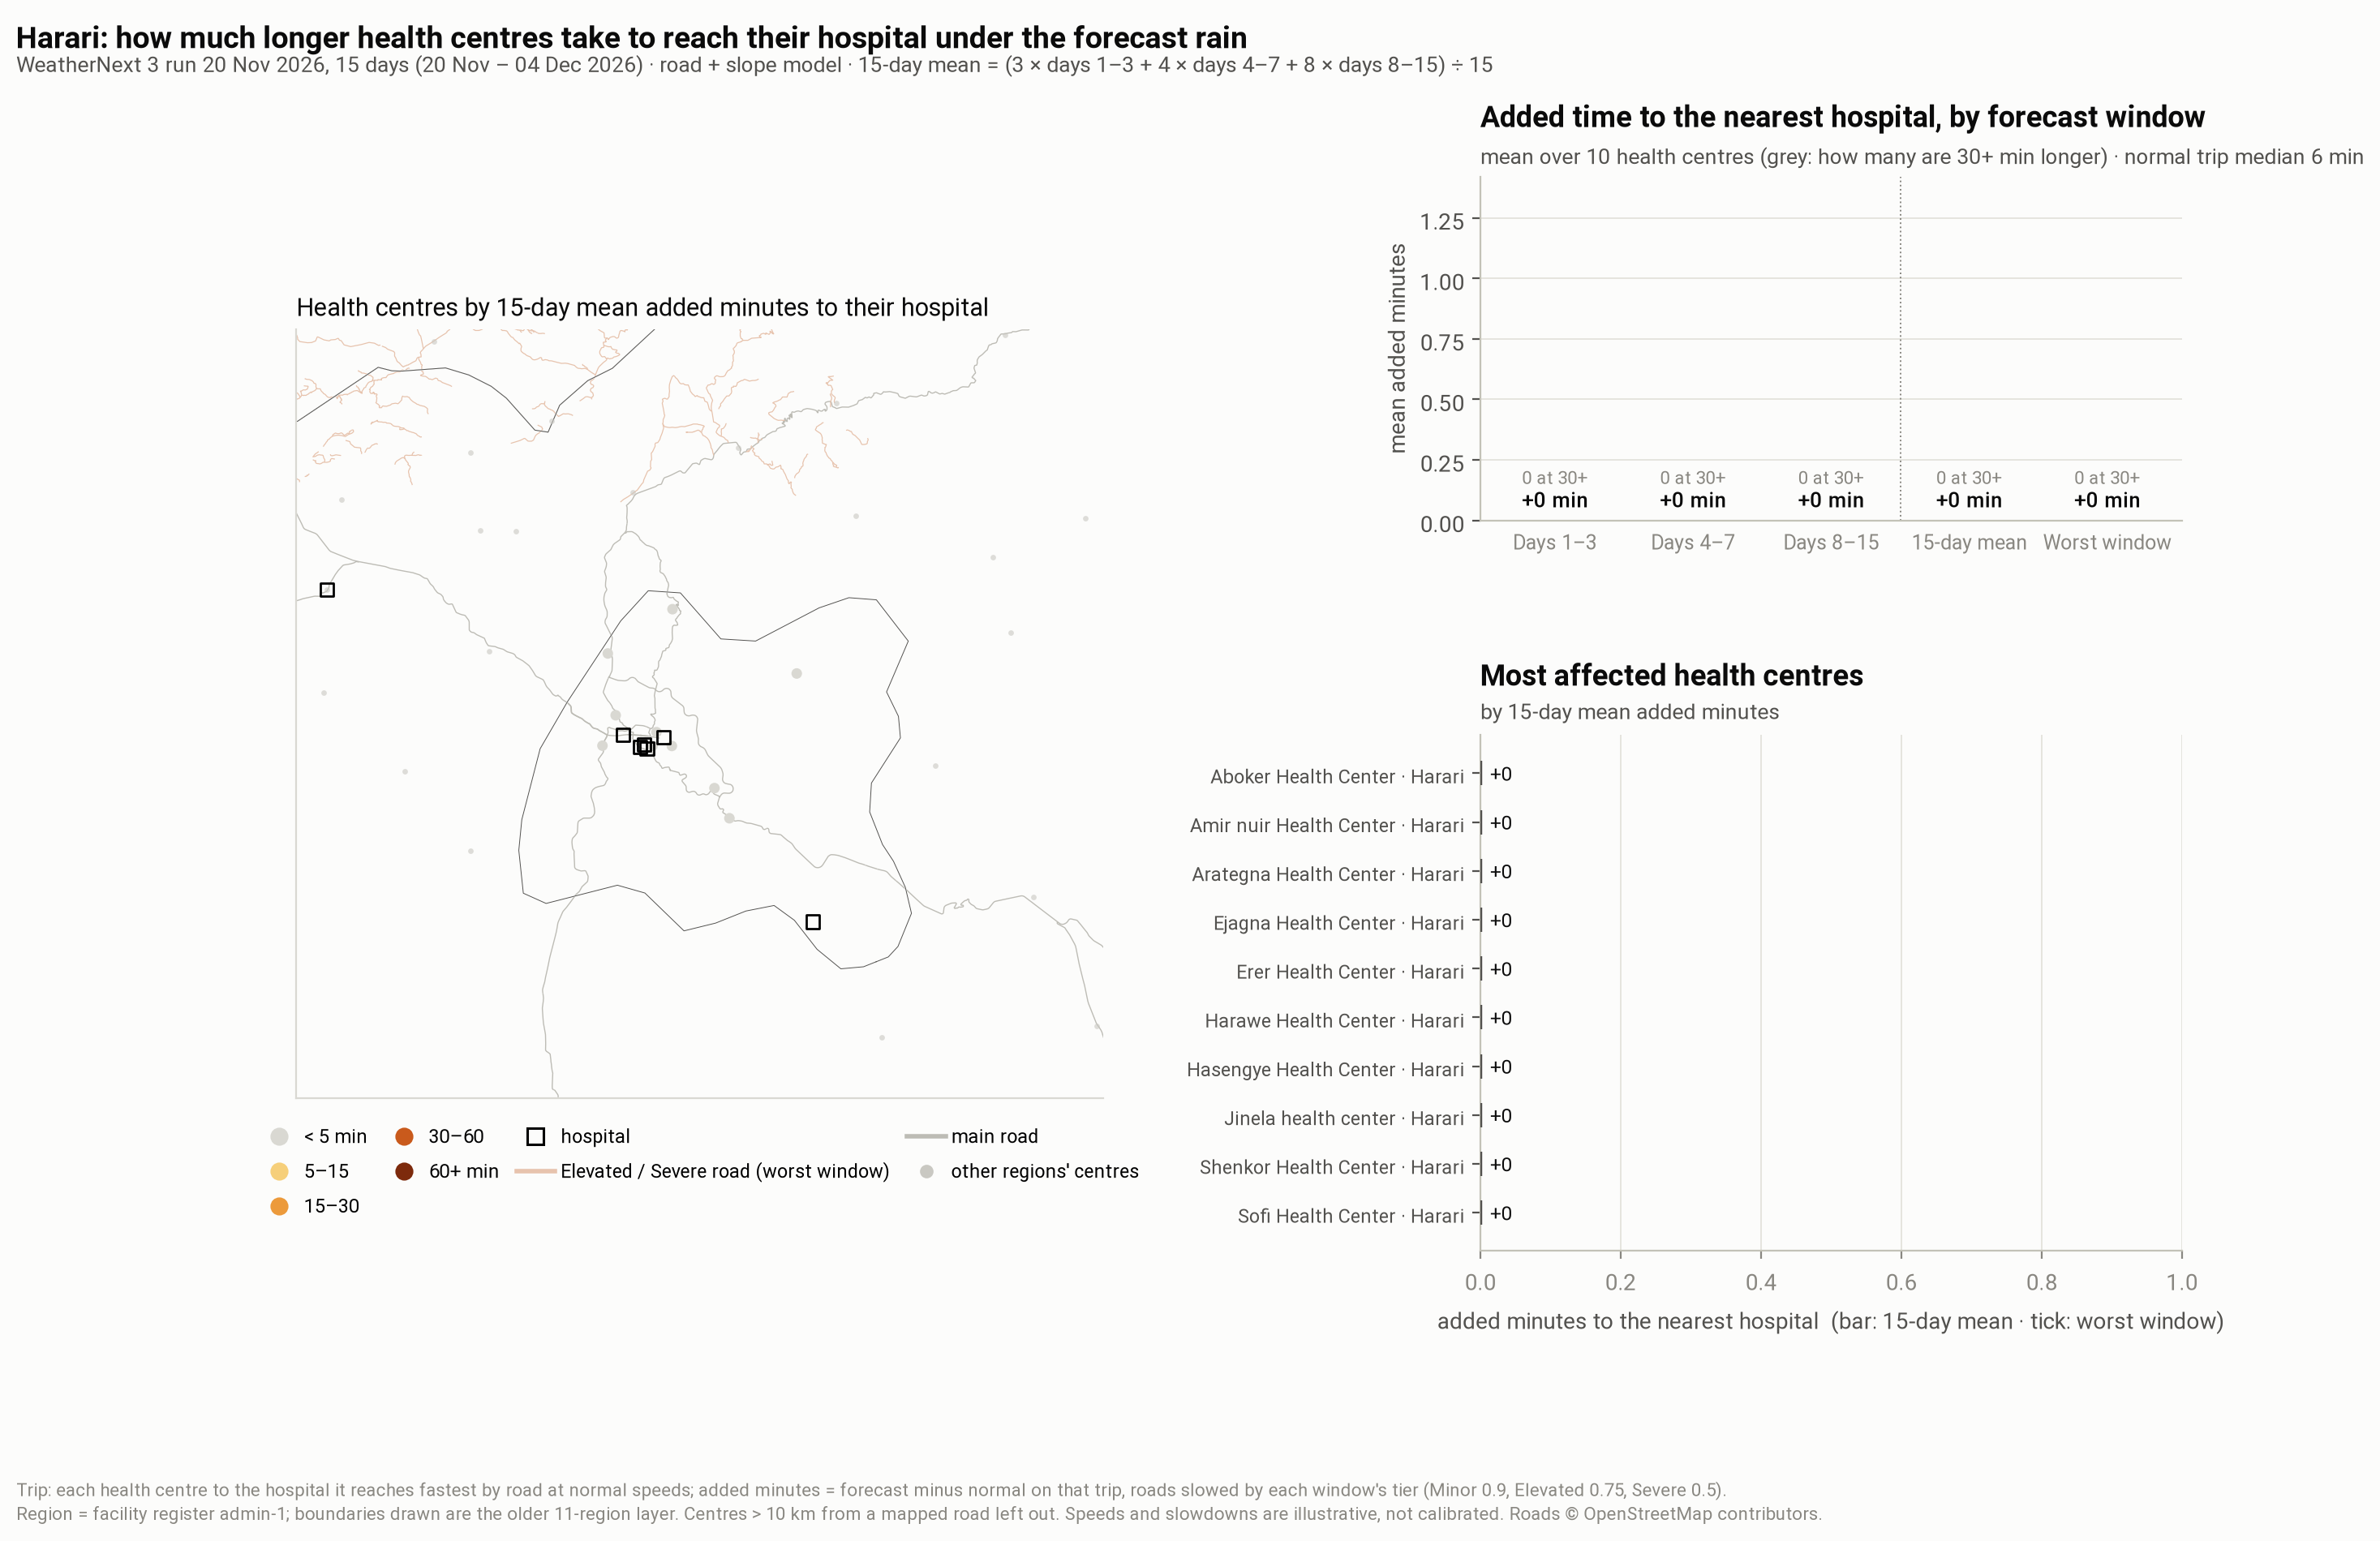 Harari: how much longer health centres take to reach their hospital under the forecast rain
WeatherNext 3 run 20 Nov 2026, 15 days (20 Nov – 04 Dec 2026) · road + slope model · 15-day mean = (3 × days 1–3 + 4 × days 4–7 + 8 × days 8–15) ÷ 15
Health centres by 15-day mean added minutes to their hospital
< 5 min
5–15
15–30
30–60
60+ min
hospital
Elevated / Severe road (worst window)
main road
other regions' centres
Added time to the nearest hospital, by forecast window
mean over 10 health centres (grey: how many are 30+ min longer) · normal trip median 6 min
mean added minutes
1.25
1.00
0.75
0.50
0.25
0.00
0 at 30+ 0 at 30+ 0 at 30+ 0 at 30+ 0 at 30+
+0 min +0 min +0 min +0 min +0 min
Days 1–3 Days 4–7 Days 8–15 15-day mean Worst window
Most affected health centres
by 15-day mean added minutes
Aboker Health Center · Harari +0
Amir nuir Health Center · Harari +0
Arategna Health Center · Harari +0
Ejagna Health Center · Harari +0
Erer Health Center · Harari +0
Harawe Health Center · Harari +0
Hasengye Health Center · Harari +0
Jinela health center · Harari +0
Shenkor Health Center · Harari +0
Sofi Health Center · Harari +0
0.0 0.2 0.4 0.6 0.8 1.0
added minutes to the nearest hospital (bar: 15-day mean · tick: worst window)
Trip: each health centre to the hospital it reaches fastest by road at normal speeds; added minutes = forecast minus normal on that trip, roads slowed by each window's tier (Minor 0.9, Elevated 0.75, Severe 0.5).
Region = facility register admin-1; boundaries drawn are the older 11-region layer. Centres > 10 km from a mapped road left out. Speeds and slowdowns are illustrative, not calibrated. Roads © OpenStreetMap contributors.